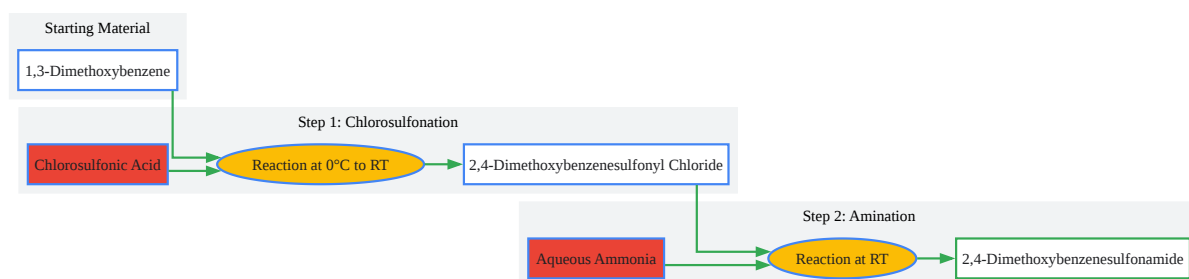 Starting Material
1,3-Dimethoxybenzene
Step 1: Chlorosulfonation
Chlorosulfonic Acid
Reaction at 0°C to RT
2,4-Dimethoxybenzenesulfonyl Chloride
Step 2: Amination
Aqueous Ammonia
Reaction at RT
2,4-Dimethoxybenzenesulfonamide